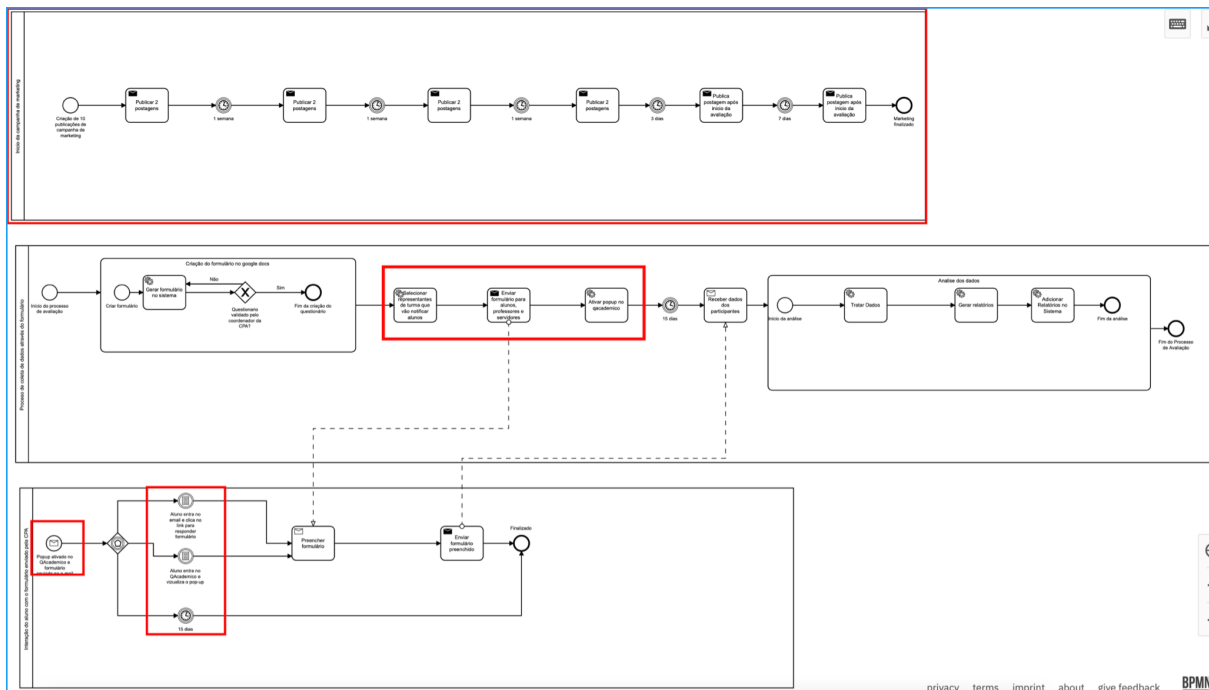 Início da campanha de marketing
Criação de 10
publicações de
campanha de
marketing
Publicar 2
postagens
1 semana
Publicar 2
postagens
1 semana
Publicar 2
postagens
1 semana
Publicar 2
postagens
3 dias
Publica
postagem após
início da
avaliação
7 dias
Publica
postagem após
início da
avaliação
Marketing
finalizado
Proceso de coleta de dados através do formulário
Início do processo
de avaliação
Criação do formulário no google docs
Criar formulário
Gerar formulário
no sistema
Não
Sim
Questionario
validado pelo
coordenador da
CPA?
Fim da criação do
questionário
Selecionar
representantes
de turma que
vão notificar
alunos
Enviar
formulário para
alunos,
professores e
servidores
Ativar popup no
qacademico
15 dias
Receber dados
dos
participantes
Análise dos dados
Início da análise
Tratar Dados
Gerar relatórios
Adicionar
Relatórios no
Sistema
Fim da análise
Fim do Processo
de Avaliação
Interação do aluno com o formulário enviado pela CPA
Popup ativado no
QAcademico e
formulário
Aluno entra no
email e clica no
link para
responder
formulário
Aluno entra no
QAcademico e
vizualiza o pop-up
15 dias
Preencher
formulário
Enviar
formulário
preenchido
Finalizado
privacy terms imprint about give feedback
BPMN